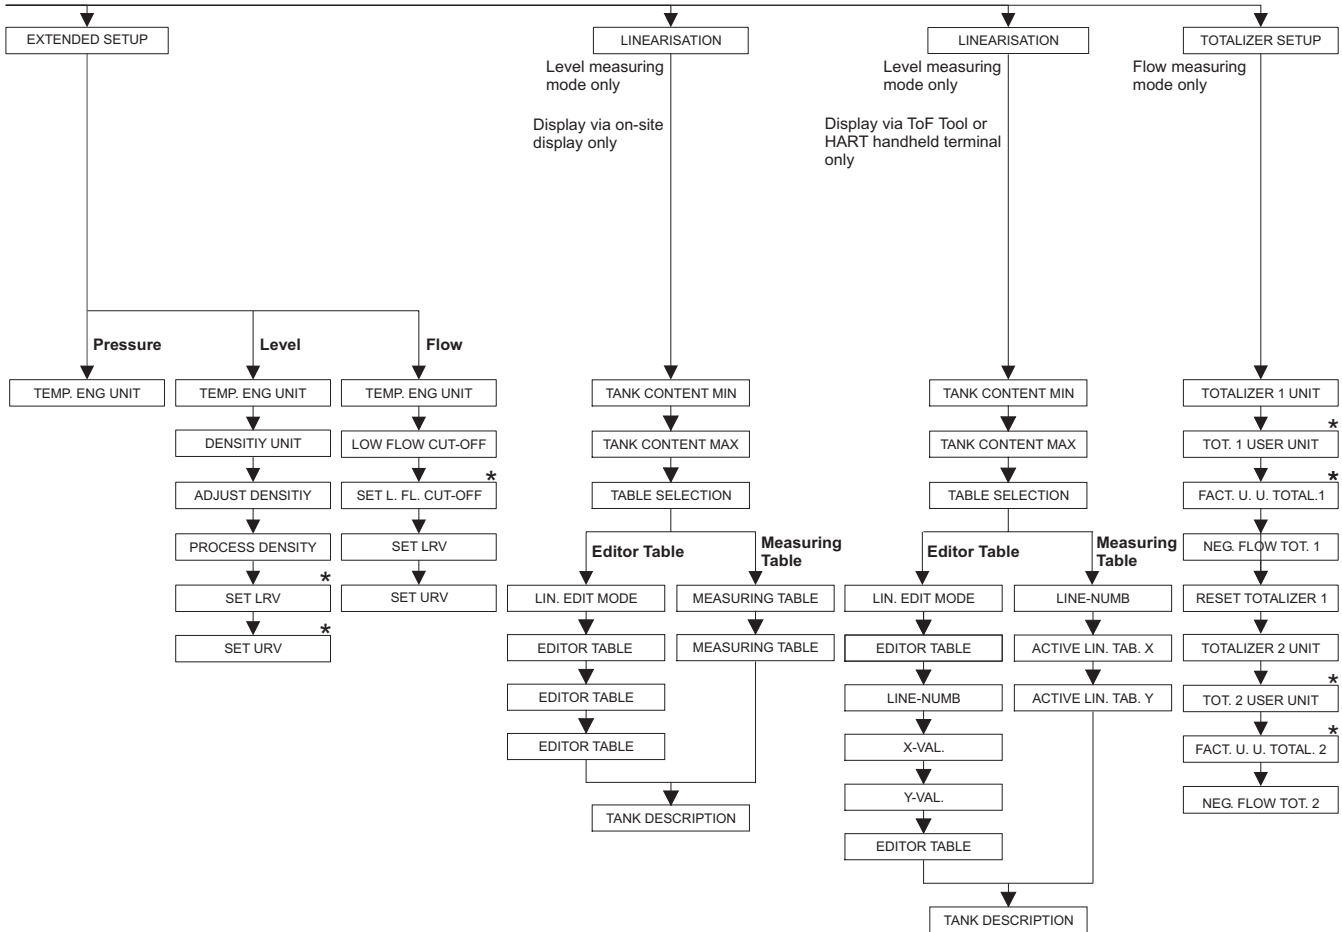 EXTENDED SETUP
LINEARISATION
LINEARISATION
TOTALIZER SETUP
Level measuring
mode only
Display via on-site
display only
Level measuring
mode only
Display via ToF Tool or
HART handheld terminal
only
Flow measuring
mode only
Pressure
Level
Flow
TEMP. ENG UNIT
TEMP. ENG UNIT
DENSITIY UNIT
ADJUST DENSITIY
PROCESS DENSITY
*
SET LRV
*
SET URV
TEMP. ENG UNIT
LOW FLOW CUT-OFF
*
SET L. FL. CUT-OFF
SET LRV
SET URV
TANK CONTENT MIN
TANK CONTENT MAX
TABLE SELECTION
Editor Table
Measuring
Table
LIN. EDIT MODE
EDITOR TABLE
EDITOR TABLE
EDITOR TABLE
MEASURING TABLE
MEASURING TABLE
TANK DESCRIPTION
TANK CONTENT MIN
TANK CONTENT MAX
TABLE SELECTION
Editor Table
Measuring
Table
LIN. EDIT MODE
EDITOR TABLE
LINE-NUMB
X-VAL.
Y-VAL.
EDITOR TABLE
LINE-NUMB
ACTIVE LIN. TAB. X
ACTIVE LIN. TAB. Y
TANK DESCRIPTION
TOTALIZER 1 UNIT
*
TOT. 1 USER UNIT
*
FACT. U. U. TOTAL.1
NEG. FLOW TOT. 1
RESET TOTALIZER 1
TOTALIZER 2 UNIT
*
TOT. 2 USER UNIT
*
FACT. U. U. TOTAL. 2
NEG. FLOW TOT. 2